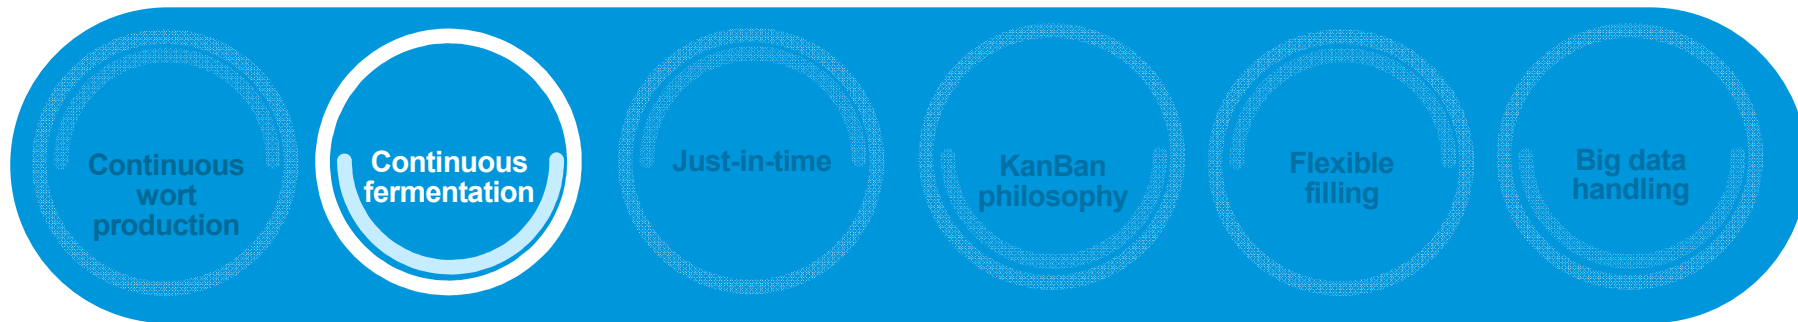 Continuous
wort
production
Continuous
fermentation
Just-in-time
KanBan
philosophy
Flexible
filling
Big data
handling